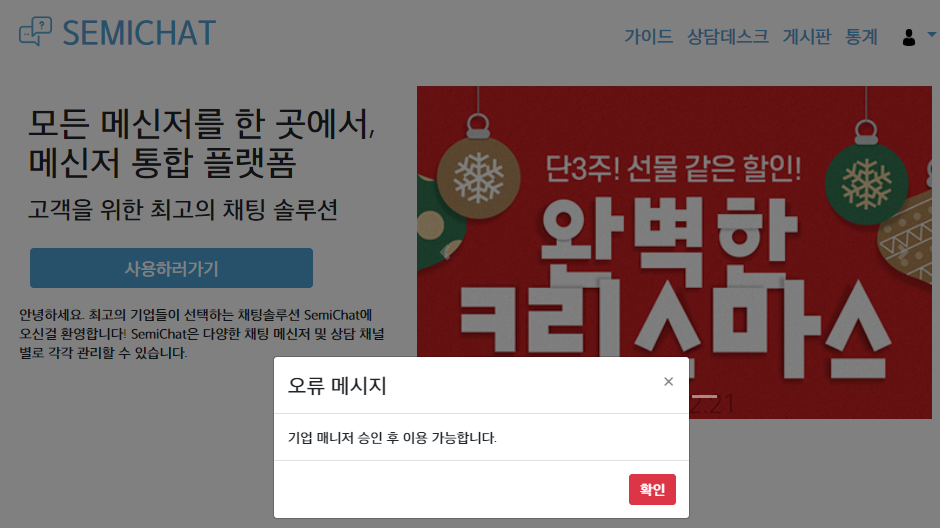 SEMICHAT
가이드 상담데스크 게시판 통계
모든 메신저를 한 곳에서,
메신저 통합 플랫폼
고객을 위한 최고의 채팅 솔루션
사용하러가기
안녕하세요. 최고의 기업들이 선택하는 채팅솔루션 SemiChat에
오신걸 환영합니다! SemiChat은 다양한 채팅 메신저 및 상담 채널
별로 각각 관리할 수 있습니다.
단3주! 선물 같은 할인!
완벽한
크리스마스
2.21
오류 메시지
×
기업 매니저 승인 후 이용 가능합니다.
확인